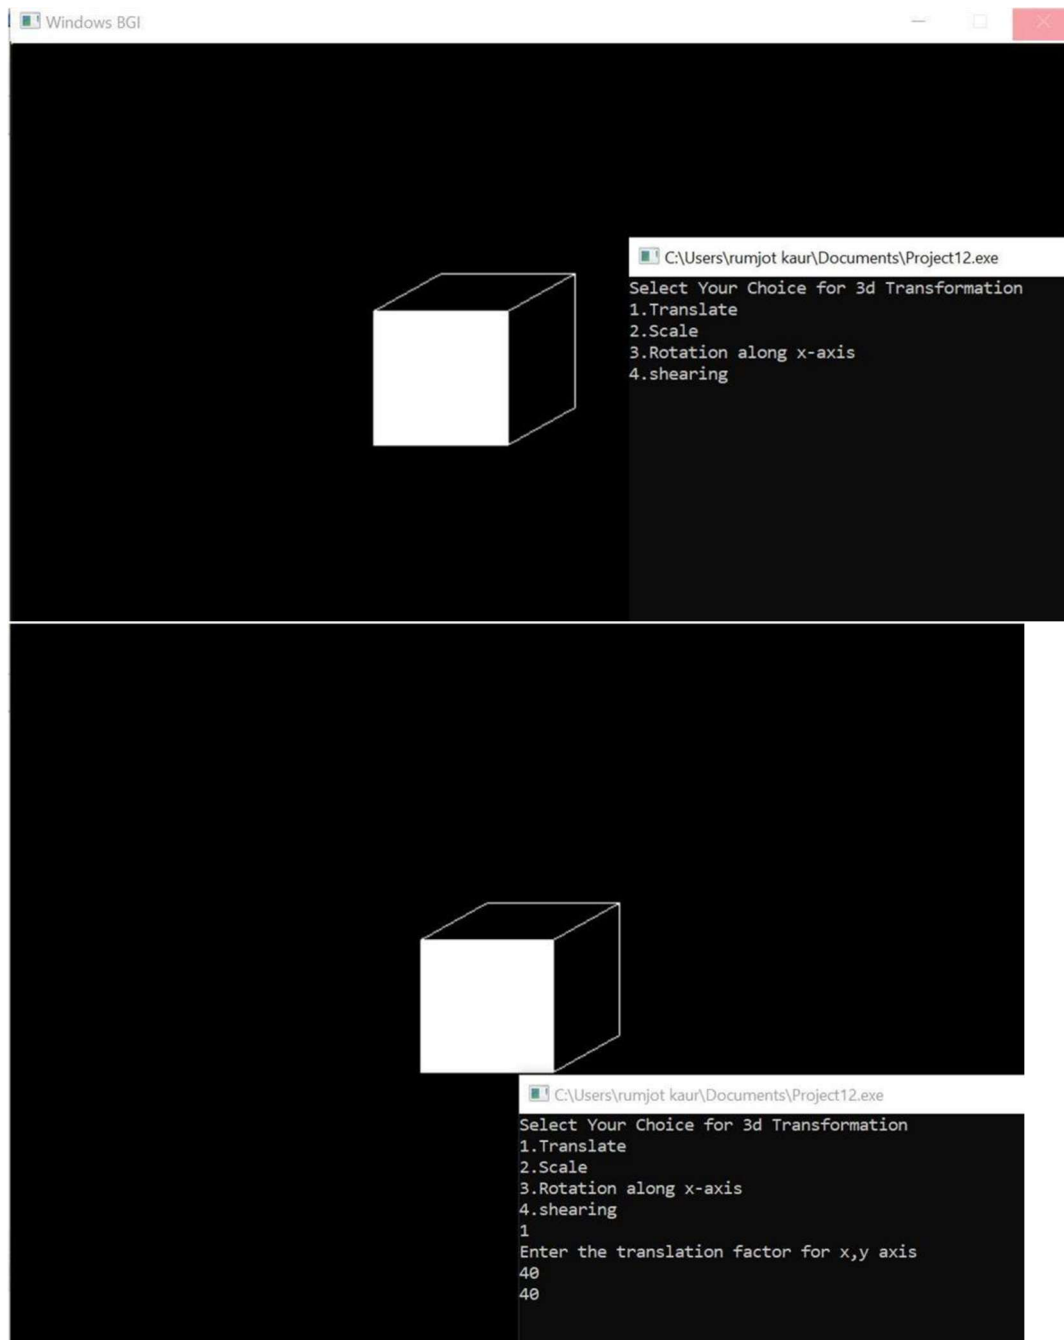 Windows BGI
C:\Users\rumjot kaur\Documents\Project12.exe
Select Your Choice for 3d Transformation
1.Translate
2.Scale
3.Rotation along x-axis
4.shearing
C:\Users\rumjot kaur\Documents\Project12.exe
Select Your Choice for 3d Transformation
1.Translate
2.Scale
3.Rotation along x-axis
4.shearing
1
Enter the translation factor for x,y axis
40
40